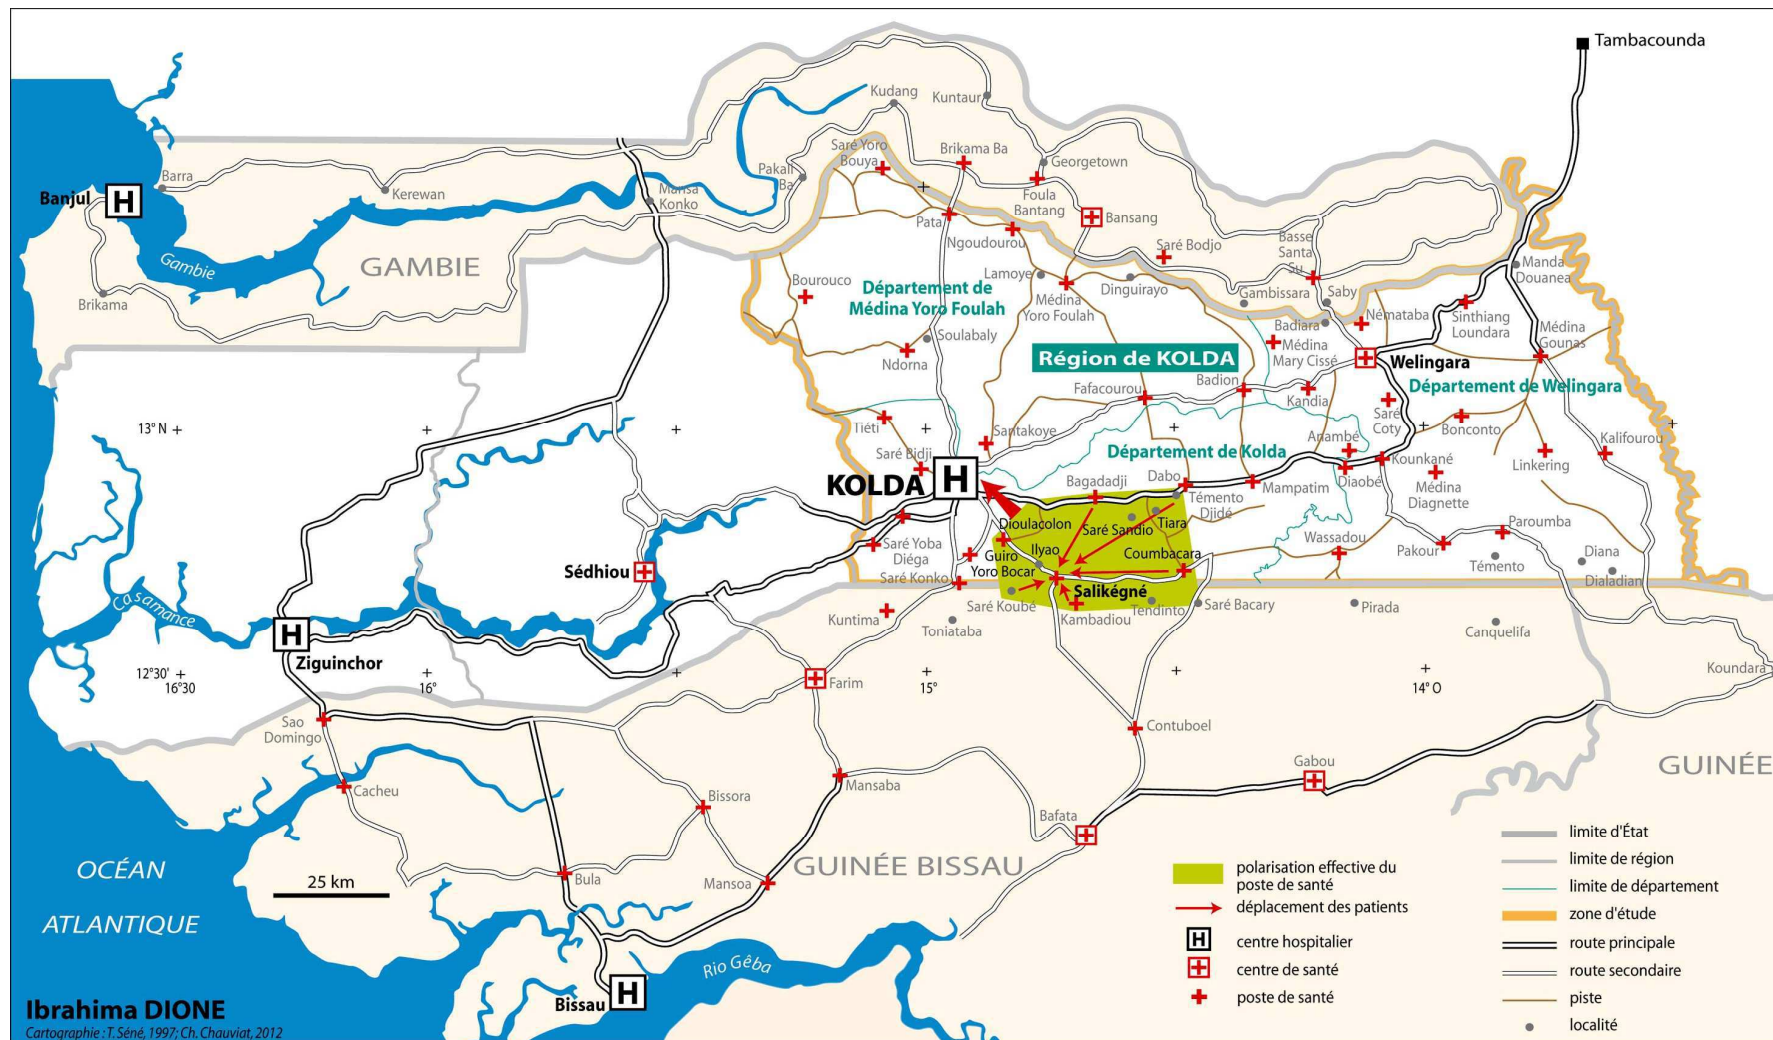 Tambacounda
Kudang
Kuntaur
Saré Yoro
Bouya
Brikama Ba
Georgetown
Pakali
Ba
Barra
Kerewan
Mansa
Konko
Banjul
Foula
Bantang
Bansang
Pata
Ngoudourou
Saré Bodjo
Basse
Santa
Su
Gambie
GAMBIE
Brikama
Bourouco
Département de
Médina Yoro Foulah
Lamoye
Médina
Yoro Foulah
Dinguirayo
Gambissara
Saby
Manda
Douanea
Badiara
Némataba
Sinthiang
Loundara
Médina
Gounas
Soulabaly
Ndorna
Région de KOLDA
Médina
Mary Cissé
Welingara
Fafacourou
Badion
Kandia
Département de Welingara
Saré
Coty
Bonconto
13° N
Tiéti
Santakoye
Saré Bidji
Département de Kolda
Anambé
Kounkané
Linkering
Kalifourou
KOLDA
Bagadadji
Dabo
Mampatim
Diaobé
Médina
Diagnette
Témento
Djidé
Dioulacolon
Saré Sandio
Tiara
Paroumba
Saré Yoba
Diéga
Guiro
Yoro Bocar
Ilyao
Coumbacara
Wassadou
Pakour
Témento
Diana
Dialadian
Sédhiou
Saré Konko
Salikégné
Casamance
Saré Koubé
Kambadiou
Tendinto
Saré Bacary
Pirada
Kuntima
Toniataba
Canquelifa
Ziguinchor
Koundara
12°30'
16°30
16°
Farim
15°
14° O
Sao
Domingo
Contuboel
Gabou
GUINÉE
Cacheu
Bissora
Mansaba
Bafata
OCÉAN
ATLANTIQUE
25 km
Bula
Mansoa
GUINÉE BISSAU
Rio Gêba
Bissau
polarisation effective du
poste de santé
déplacement des patients
H centre hospitalier
centre de santé
poste de santé
limite d'État
limite de région
limite de département
zone d'étude
route principale
route secondaire
piste
localité
Ibrahima DIONE
Cartographie : T. Séné, 1997; Ch. Chauviat, 2012